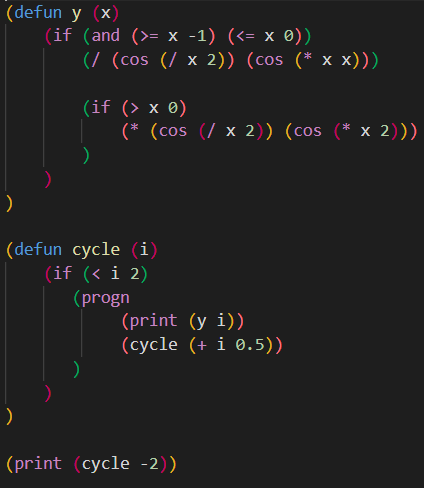 (defun y (x)
    (if (and (>= x -1) (<= x 0))
        (/ (cos (/ x 2)) (cos (* x x)))

        (if (> x 0)
            (* (cos (/ x 2)) (cos (* x 2)))
        )
    )
)

(defun cycle (i)
    (if (< i 2)
       (progn
            (print (y i))
            (cycle (+ i 0.5))
       )
    )
)

(print (cycle -2))